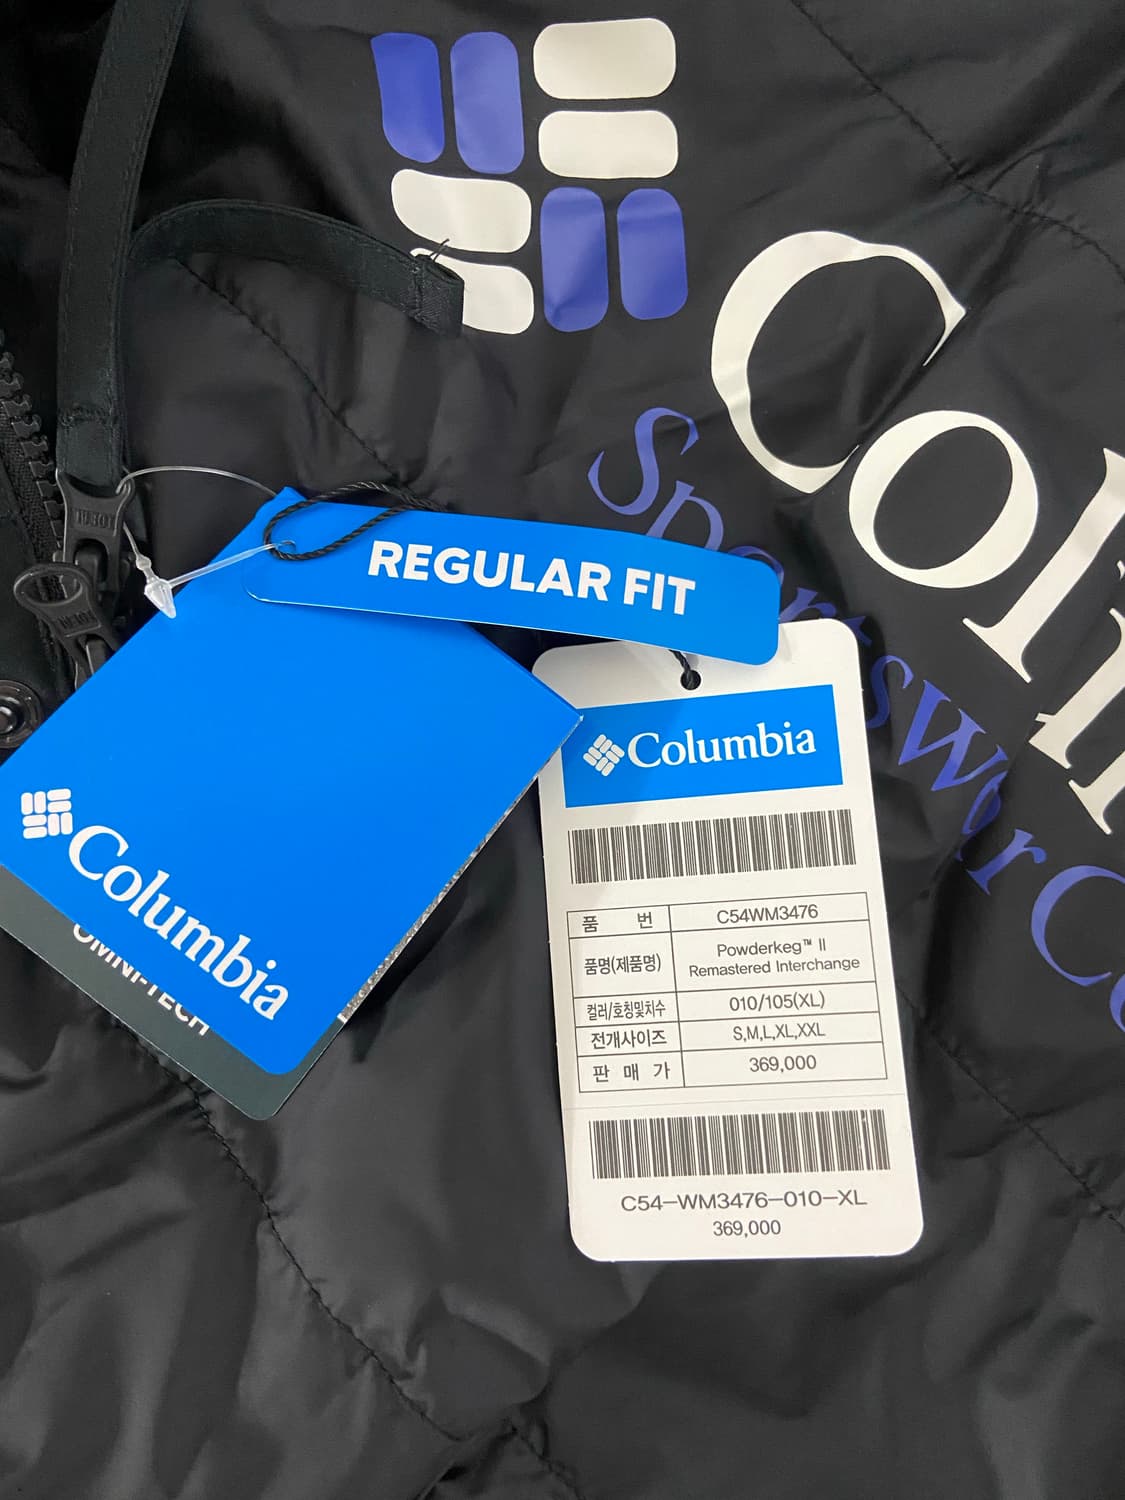 Col
Sportswear Co
IDEAL
REGULAR FIT
Columbia
OMNI-TECH
Columbia
품 번 C54WM3476
품명(제품명) Powderkeg™ II
Remastered Interchange
컬러/호칭및치수 010/105(XL)
전개사이즈 S,M,L,XL,XXL
판 매 가 369,000
C54-WM3476-010-XL
369,000